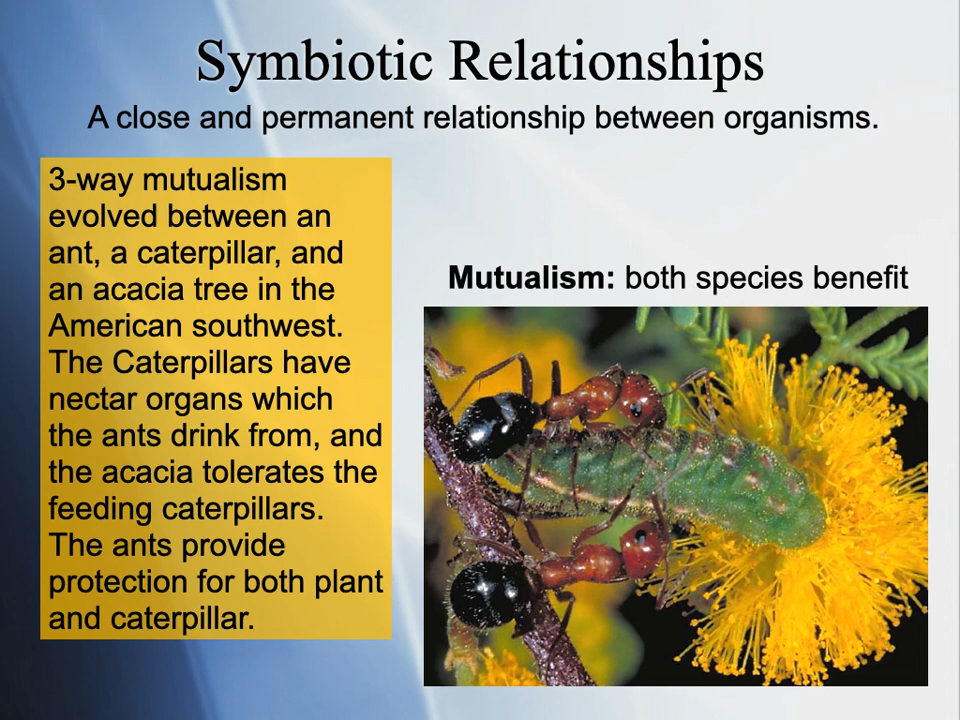 Symbiotic Relationships
A close and permanent relationship between organisms.
3-way mutualism
evolved between an
ant, a caterpillar, and
an acacia tree in the
American southwest.
The Caterpillars have
nectar organs which
the ants drink from, and
the acacia tolerates the
feeding caterpillars.
The ants provide
protection for both plant
and caterpillar.
Mutualism: both species benefit